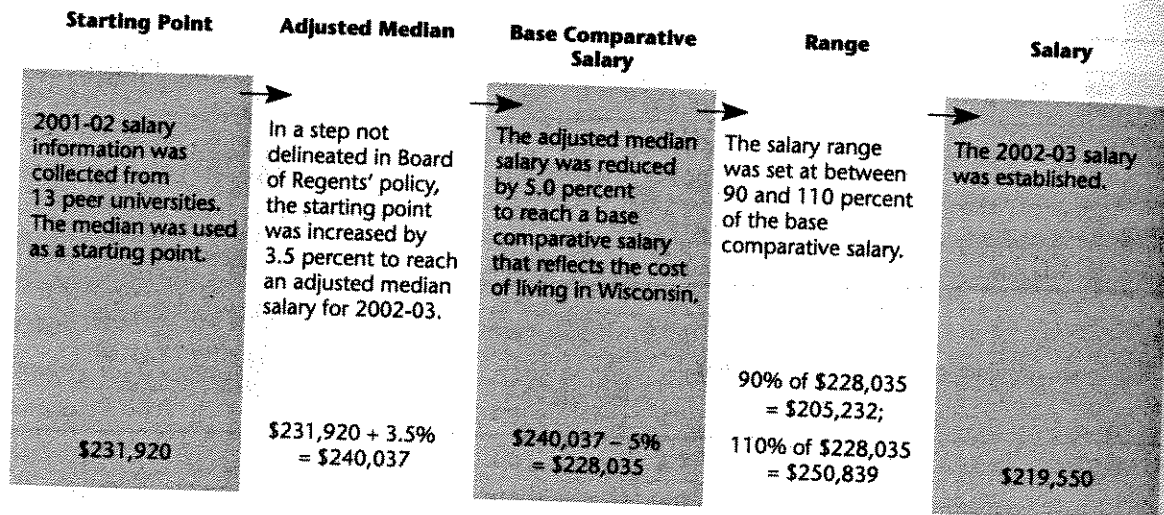 Starting Point
Adjusted Median
Base Comparative
Salary
Range
Salary
2001-02 salary
information was
collected from
13 peer universities.
The median was used
as a starting point.
$231,920
In a step not
delineated in Board
of Regents' policy,
the starting point
was increased by
3.5 percent to reach
an adjusted median
salary for 2002-03.
$231,920 + 3.5%
= $240,037
The adjusted median
salary was reduced
by 5.0 percent
to reach a base
comparative salary
that reflects the cost
of living in Wisconsin.
$240,037 – 5%
= $228,035
The salary range
was set at between
90 and 110 percent
of the base
comparative salary.
90% of $228,035
= $205,232;
110% of $228,035
= $250,839
The 2002-03 salary
was established.
$219,550